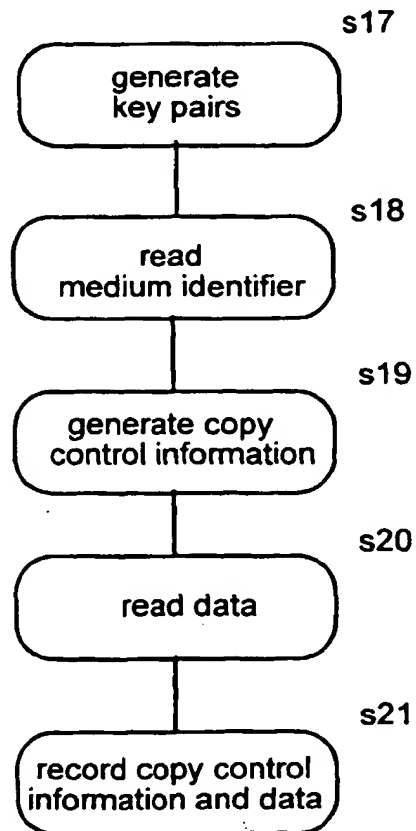 s17
generate
key pairs
s18
read
medium identifier
s19
generate copy
control information
s20
read data
s21
record copy control
information and data